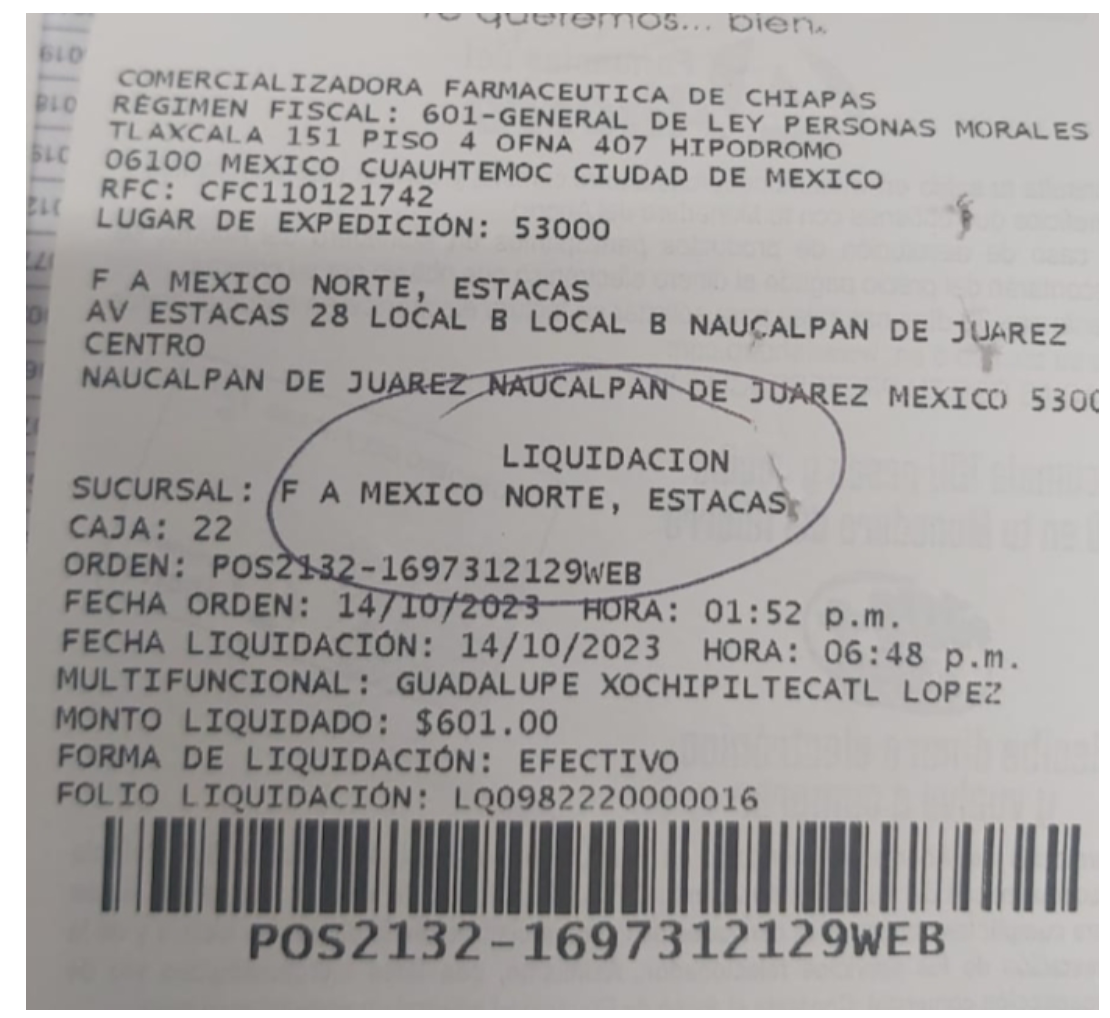 queremos... bien.
COMERCIALIZADORA FARMACEUTICA DE CHIAPAS
RÉGIMEN FISCAL: 601-GENERAL DE LEY PERSONAS MORALES
TLAXCALA 151 PISO 4 OFNA 407 HIPODROMO
06100 MEXICO CUAUHTEMOC CIUDAD DE MEXICO
RFC: CFC110121742
LUGAR DE EXPEDICIÓN: 53000
F A MEXICO NORTE, ESTACAS
AV ESTACAS 28 LOCAL B LOCAL B NAUCALPAN DE JUAREZ
CENTRO
NAUCALPAN DE JUAREZ NAUCALPAN DE JUAREZ MEXICO 5300
LIQUIDACION
SUCURSAL: F A MEXICO NORTE, ESTACAS
CAJA: 22
ORDEN: POS2132-1697312129WEB
FECHA ORDEN: 14/10/2023 HORA: 01:52 p.m.
FECHA LIQUIDACIÓN: 14/10/2023 HORA: 06:48 p.m.
MULTIFUNCIONAL: GUADALUPE XOCHIPILTECATL LOPEZ
MONTO LIQUIDADO: $601.00
FORMA DE LIQUIDACIÓN: EFECTIVO
FOLIO LIQUIDACIÓN: LQ0982220000016
POS2132-1697312129WEB